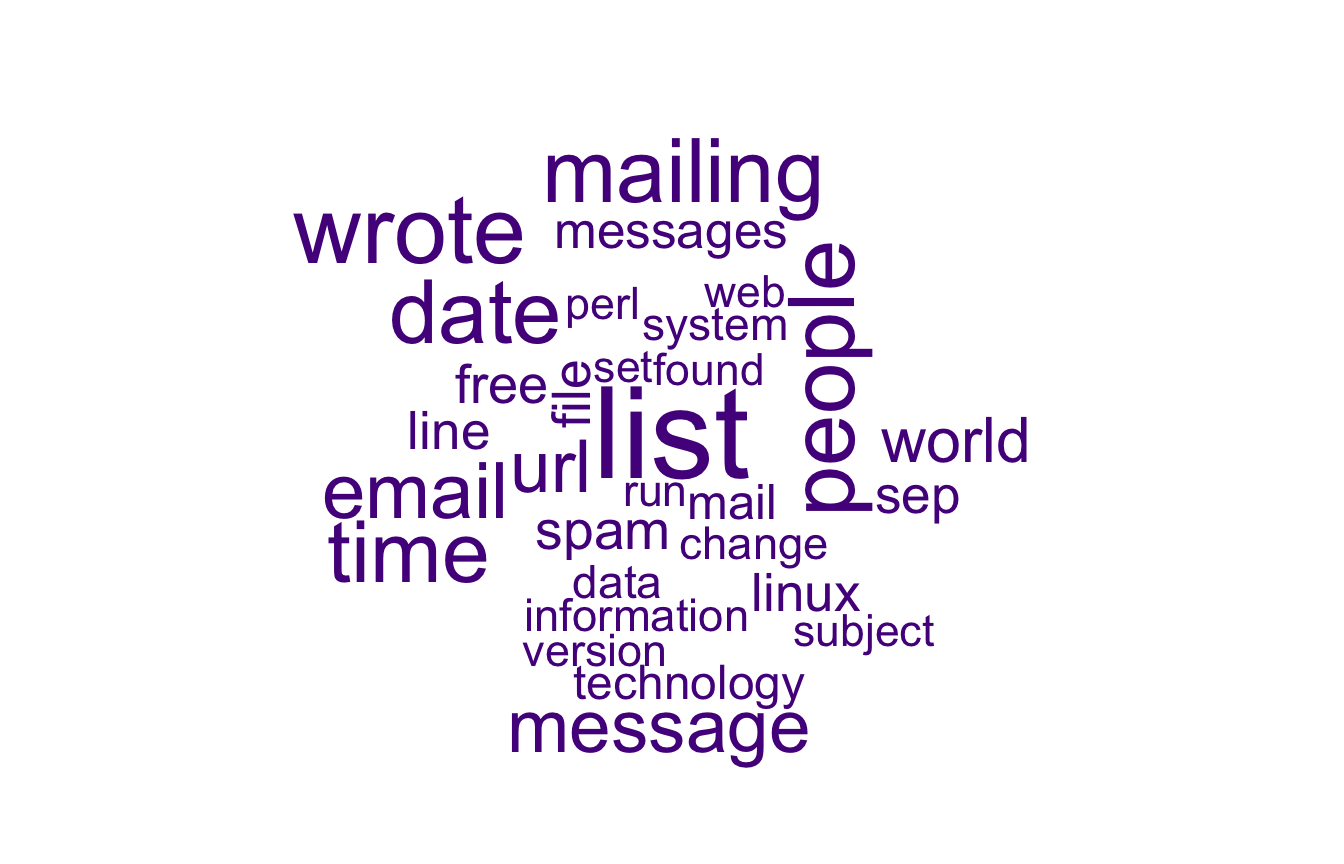 mailing
wrote
messages
people
date
perl
web
system
free
file
set
found
line
list
world
email
url
run
mail
sep
time
spam
change
data
linux
information
subject
version
technology
message